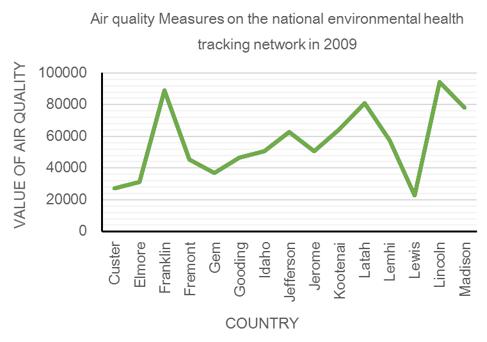 Air quality Measures on the national environmental health
tracking network in 2009
VALUE OF AIR QUALITY
100000
80000
60000
40000
20000
0
Custer
Elmore
Franklin
Fremont
Gem
Gooding
Idaho
Jefferson
Jerome
Kootenai
Latah
Lemhi
Lewis
Lincoln
Madison
COUNTRY